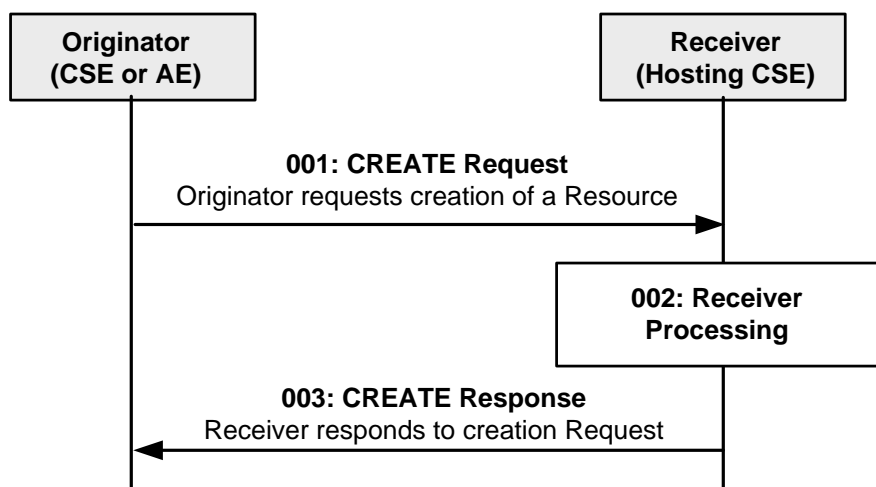 Originator
(CSE or AE)
Receiver
(Hosting CSE)
001: CREATE Request
Originator requests creation of a Resource
002: Receiver
Processing
003: CREATE Response
Receiver responds to creation Request